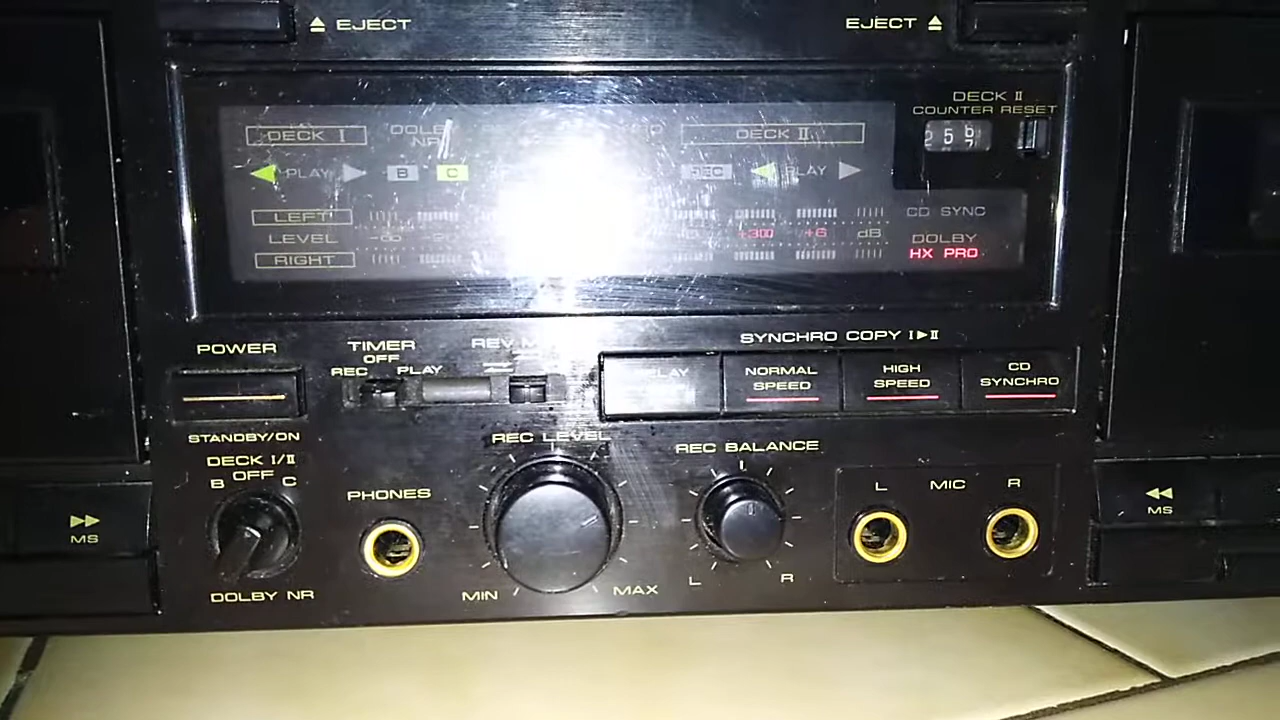 EJECT
EJECT
DECK II
COUNTER RESET
DECK I
DOLBY
NR
DECK II
PLAY
B
C
REC
PLAY
LEFT
CD SYNC
LEVEL
+3
+6
dB
DOLBY
HX PRO
RIGHT
POWER
TIMER
OFF
REC
PLAY
SYNCHRO COPY I▶II
NORMAL
SPEED
HIGH
SPEED
CD
SYNCHRO
STANDBY/ON
DECK I/II
B OFF C
DOLBY NR
PHONES
REC LEVEL
MIN
MAX
REC BALANCE
L
R
L MIC R
MS
MS